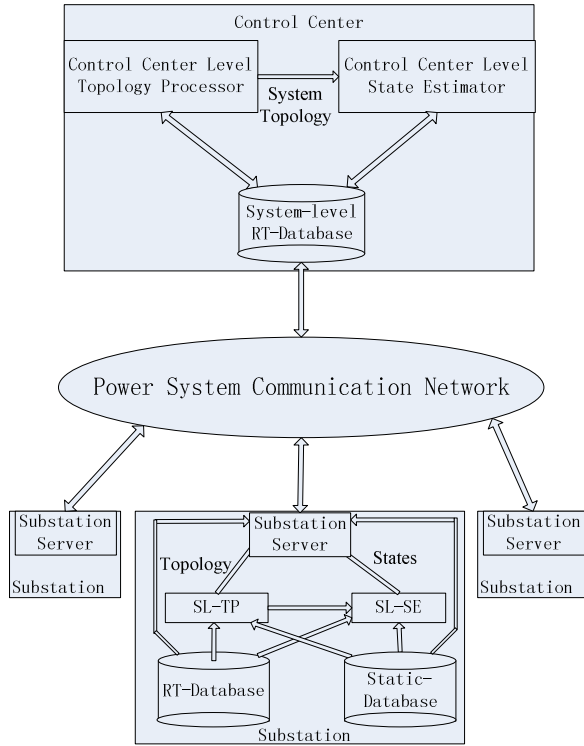 Control Center
Control Center Level
Topology Processor
System
Topology
Control Center Level
State Estimator
System-level
RT-Database
Power System Communication Network
Substation
Server
Substation
Substation
Server
Topology
States
SL-TP
SL-SE
RT-Database
Static-
Database
Substation
Substation
Server
Substation